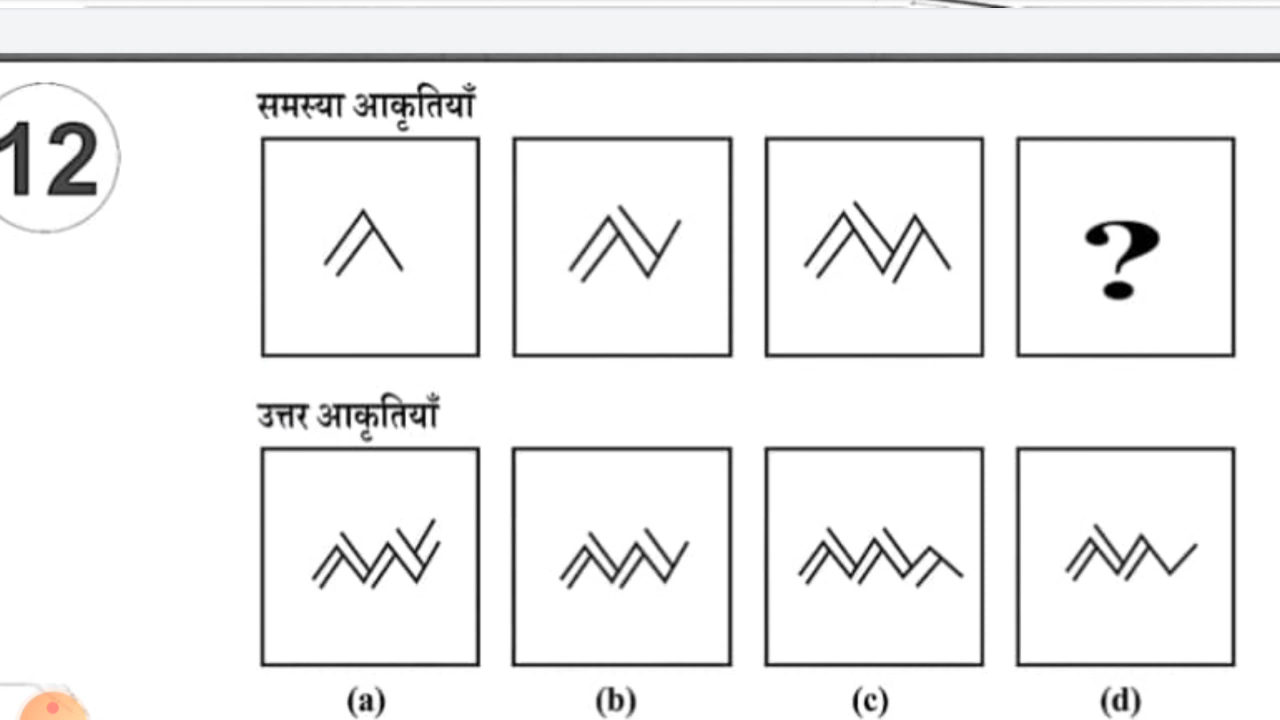 12
समस्या आकृतियाँ
?
उत्तर आकृतियाँ
(a) (b) (c) (d)